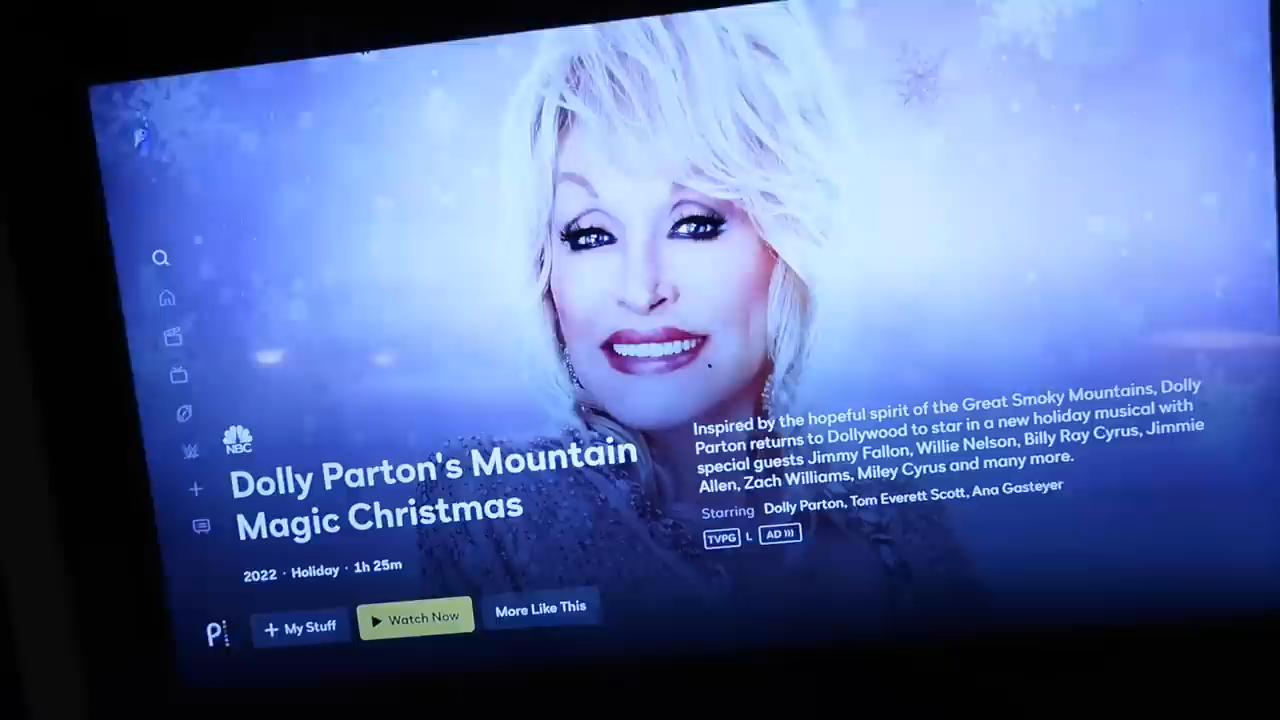 NBC
Dolly Parton's Mountain
Magic Christmas
2022 · Holiday · 1h 25m
+ My Stuff
Watch Now
More Like This
Inspired by the hopeful spirit of the Great Smoky Mountains, Dolly
Parton returns to Dollywood to star in a new holiday musical with
special guests Jimmy Fallon, Willie Nelson, Billy Ray Cyrus, Jimmie
Allen, Zach Williams, Miley Cyrus and many more.
Starring Dolly Parton, Tom Everett Scott, Ana Gasteyer
TVPG L AD )))